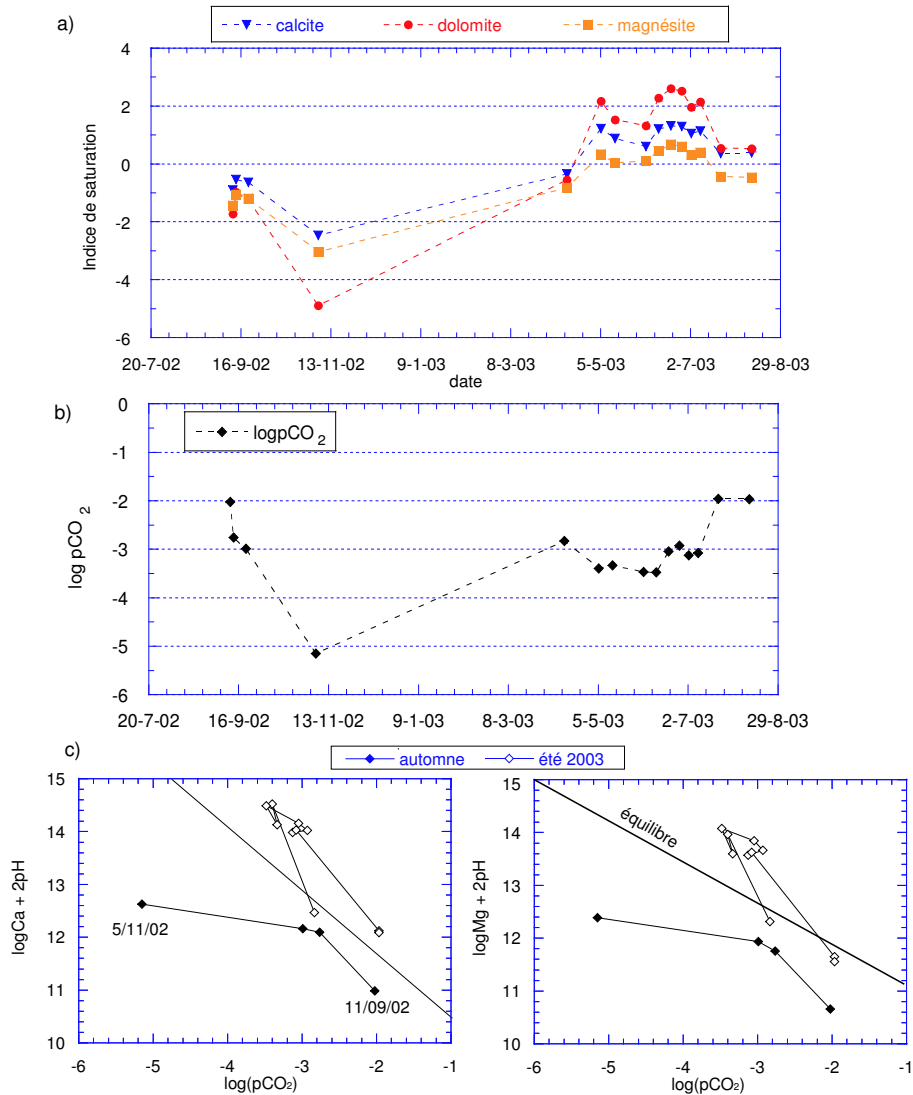 a)
calcite dolomite magnésite
4
2
0
-2
-4
-6
Indice de saturation
20-7-02 16-9-02 13-11-02 9-1-03 8-3-03 5-5-03 2-7-03 29-8-03
date
b)
0
-1
-2
-3
-4
-5
-6
logpCO2
log pCO2
20-7-02 16-9-02 13-11-02 9-1-03 8-3-03 5-5-03 2-7-03 29-8-03
c)
automne été 2003
15
14
13
12
11
10
logCa + 2pH
5/11/02
11/09/02
-6 -5 -4 -3 -2 -1
log(pCO2)
15
14
13
12
11
10
logMg + 2pH
équilibre
-6 -5 -4 -3 -2 -1
log(pCO2)